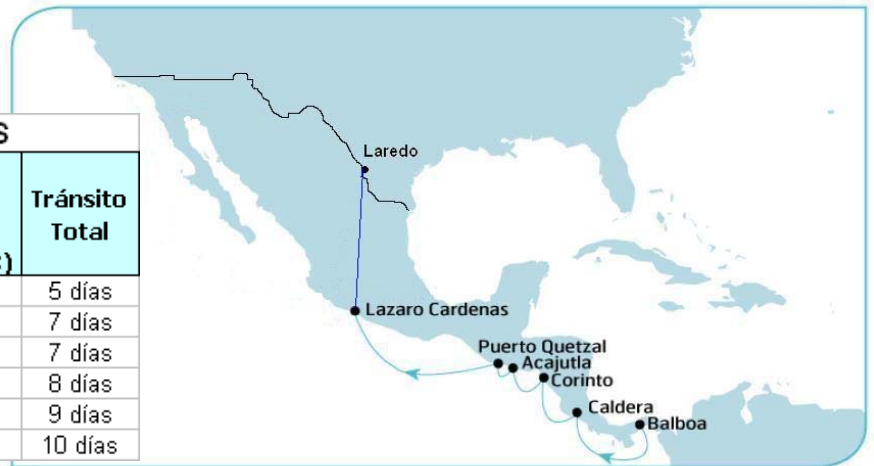 S
Tránsito
Total
)
5 días
7 días
7 días
8 días
9 días
10 días
Laredo
Lazaro Cardenas
Puerto Quetzal
Acajutla
Corinto
Caldera
Balboa